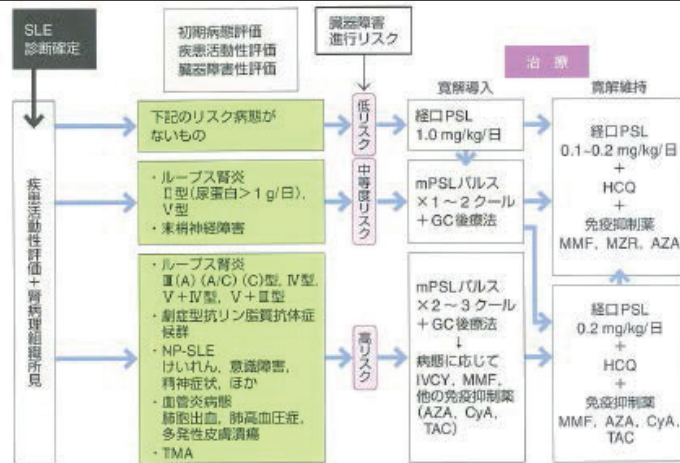 SLE
診断確定
初期病態評価
疾患活動性評価
臓器障害性評価
臓器障害
進行リスク
治療
寛解導入
寛解維持
疾患活動性評価＋腎病理組織所見
下記のリスク病態が
ないもの
低リスク
経口PSL
1.0 mg/kg/日
・ループス腎炎
Ⅱ型(尿蛋白＞1 g/日),
Ⅴ型
・末梢神経障害
中等度リスク
mPSLパルス
×1〜2クール
＋GC後療法
経口PSL
0.1~0.2 mg/kg/日
＋
HCQ
＋
免疫抑制薬
MMF, MZR, AZA
・ループス腎炎
Ⅲ(A) (A/C) (C)型, Ⅳ型,
Ⅴ＋Ⅳ型, Ⅴ＋Ⅲ型
・劇症型抗リン脂質抗体症
候群
・NP-SLE
けいれん, 意識障害,
精神症状, ほか
・血管炎病態
肺胞出血, 肺高血圧症,
多発性皮膚潰瘍
・TMA
高リスク
mPSLパルス
×2〜3クール
＋GC後療法
↓
病態に応じて
IVCY, MMF,
他の免疫抑制薬
(AZA, CyA,
TAC)
経口PSL
0.2 mg/kg/日
＋
HCQ
＋
免疫抑制薬
MMF, AZA, CyA,
TAC